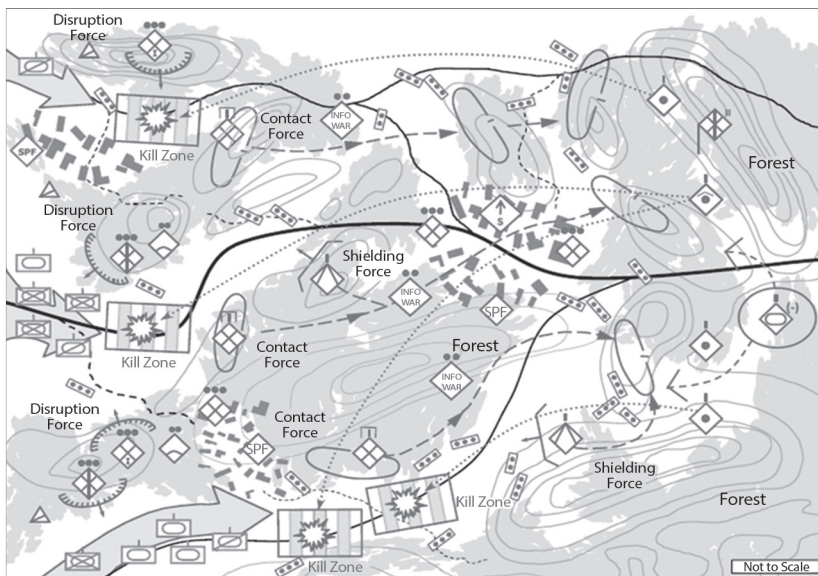 Disruption
Force
INFO
WAR
Contact
Force
SPF
Kill Zone
Forest
Disruption
Force
S
Shielding
Force
INFO
WAR
SPF
(-)
Kill Zone
Contact
Force
Forest
INFO
WAR
Disruption
Force
Contact
Force
SPF
Shielding
Force
Kill Zone
Forest
Kill Zone
Not to Scale